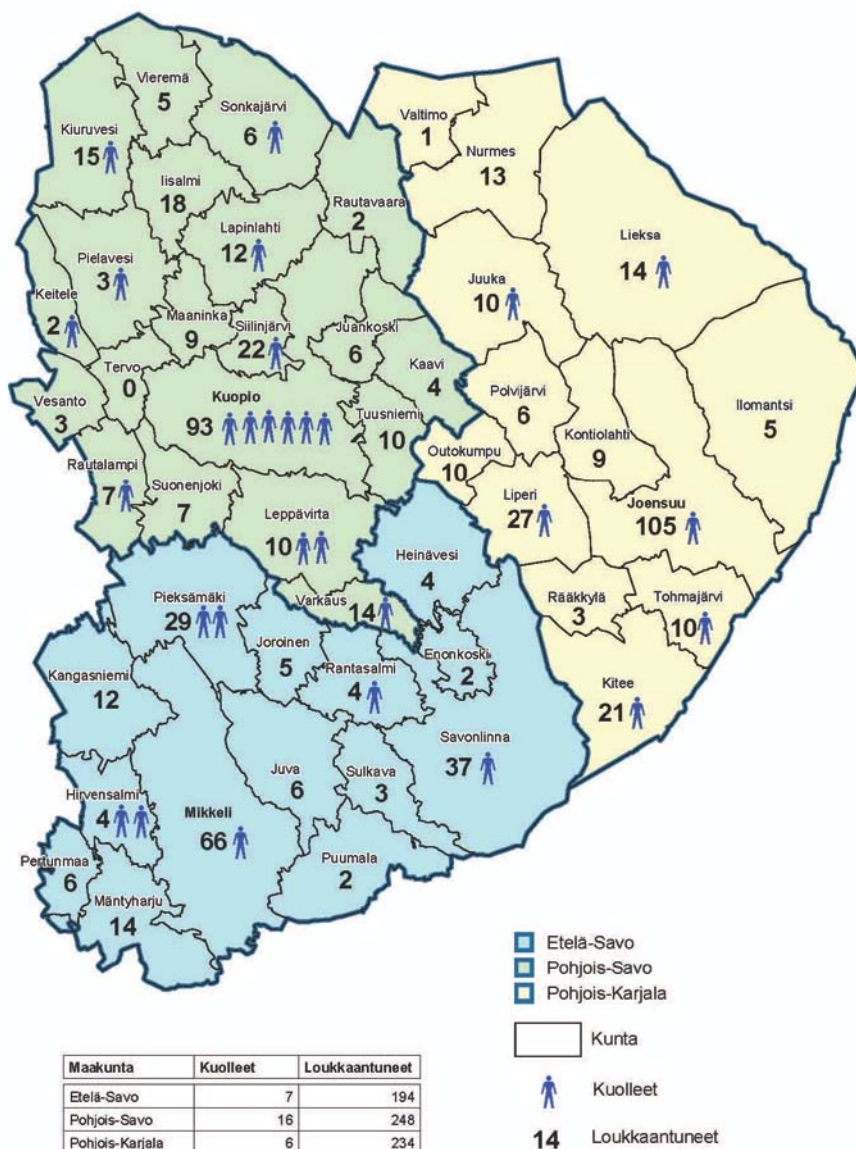 Vieremä
5
Sonkajärvi
6
Kiuruvesi
15
Iisalmi
18
Rautavaara
2
Lapinlahti
12
Pielavesi
3
Keitele
2
Maaninka
9
Siilinjärvi
22
Juankoski
6
Kaavi
4
Tervo
0
Vesanto
3
Kuopio
93
Tuusniemi
10
Rautalampi
7
Suonenjoki
7
Leppävirta
10
Varkaus
14
Valtimo
1
Nurmes
13
Lieksa
14
Juuka
10
Polvijärvi
6
Kontiolahti
9
Ilomantsi
5
Outokumpu
10
Liperi
27
Joensuu
105
Rääkkylä
3
Tohmajärvi
10
Kitee
21
Heinävesi
4
Pieksämäki
29
Joroinen
5
Enonkoski
2
Rantasalmi
4
Kangasniemi
12
Savonlinna
37
Juva
6
Sulkava
3
Hirvensalmi
4
Mikkeli
66
Pertunmaa
6
Puumala
2
Mäntyharju
14
Etelä-Savo
Pohjois-Savo
Pohjois-Karjala
Kunta
Kuolleet
14 Loukkaantuneet
Maakunta Kuolleet Loukkaantuneet
Etelä-Savo 7 194
Pohjois-Savo 16 248
Pohjois-Karjala 6 234